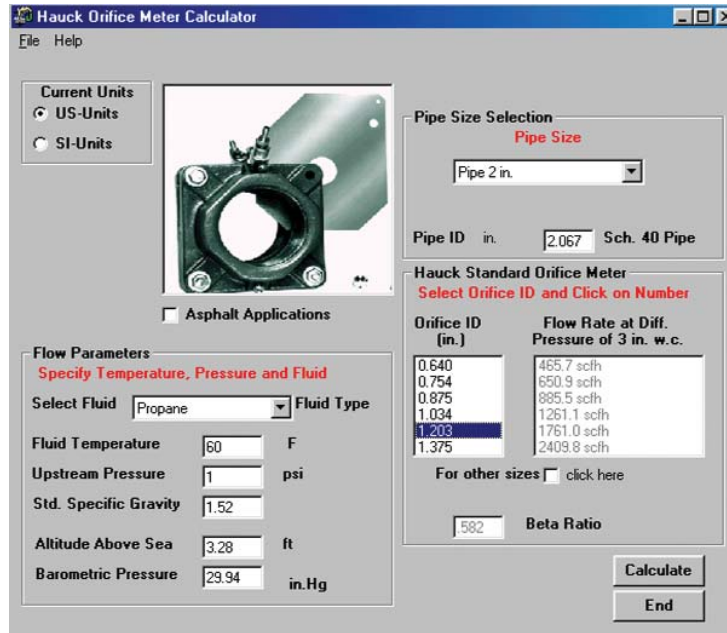 Hauck Orifice Meter Calculator
File Help
Current Units
US-Units
SI-Units
Asphalt Applications
Pipe Size Selection
Pipe Size
Pipe 2 in.
Pipe ID in. 2.067 Sch. 40 Pipe
Hauck Standard Orifice Meter
Select Orifice ID and Click on Number
Orifice ID Flow Rate at Diff.
(in.) Pressure of 3 in. w.c.
0.640 465.7 scfh
0.754 650.9 scfh
0.875 885.5 scfh
1.034 1261.1 scfh
1.203 1761.0 scfh
1.375 2409.8 scfh
For other sizes click here
.582 Beta Ratio
Flow Parameters
Specify Temperature, Pressure and Fluid
Select Fluid Propane Fluid Type
Fluid Temperature 60 F
Upstream Pressure 1 psi
Std. Specific Gravity 1.52
Altitude Above Sea 3.28 ft
Barometric Pressure 29.94 in.Hg
Calculate
End